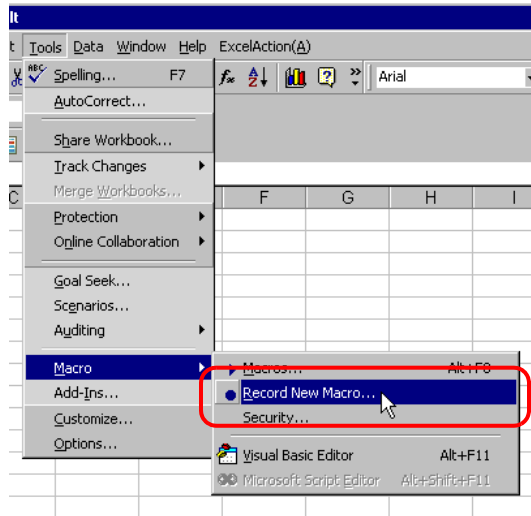 lt
t Tools Data Window Help ExcelAction(A)
ABC Spelling... F7
Arial
AutoCorrect...
Share Workbook...
Track Changes
Merge Workbooks...
C F G H I
Protection
Online Collaboration
Goal Seek...
Scenarios...
Auditing
Macro
Macros... Alt+F8
Add-Ins...
Record New Macro...
Customize...
Security...
Options...
Visual Basic Editor Alt+F11
Microsoft Script Editor Alt+Shift+F11